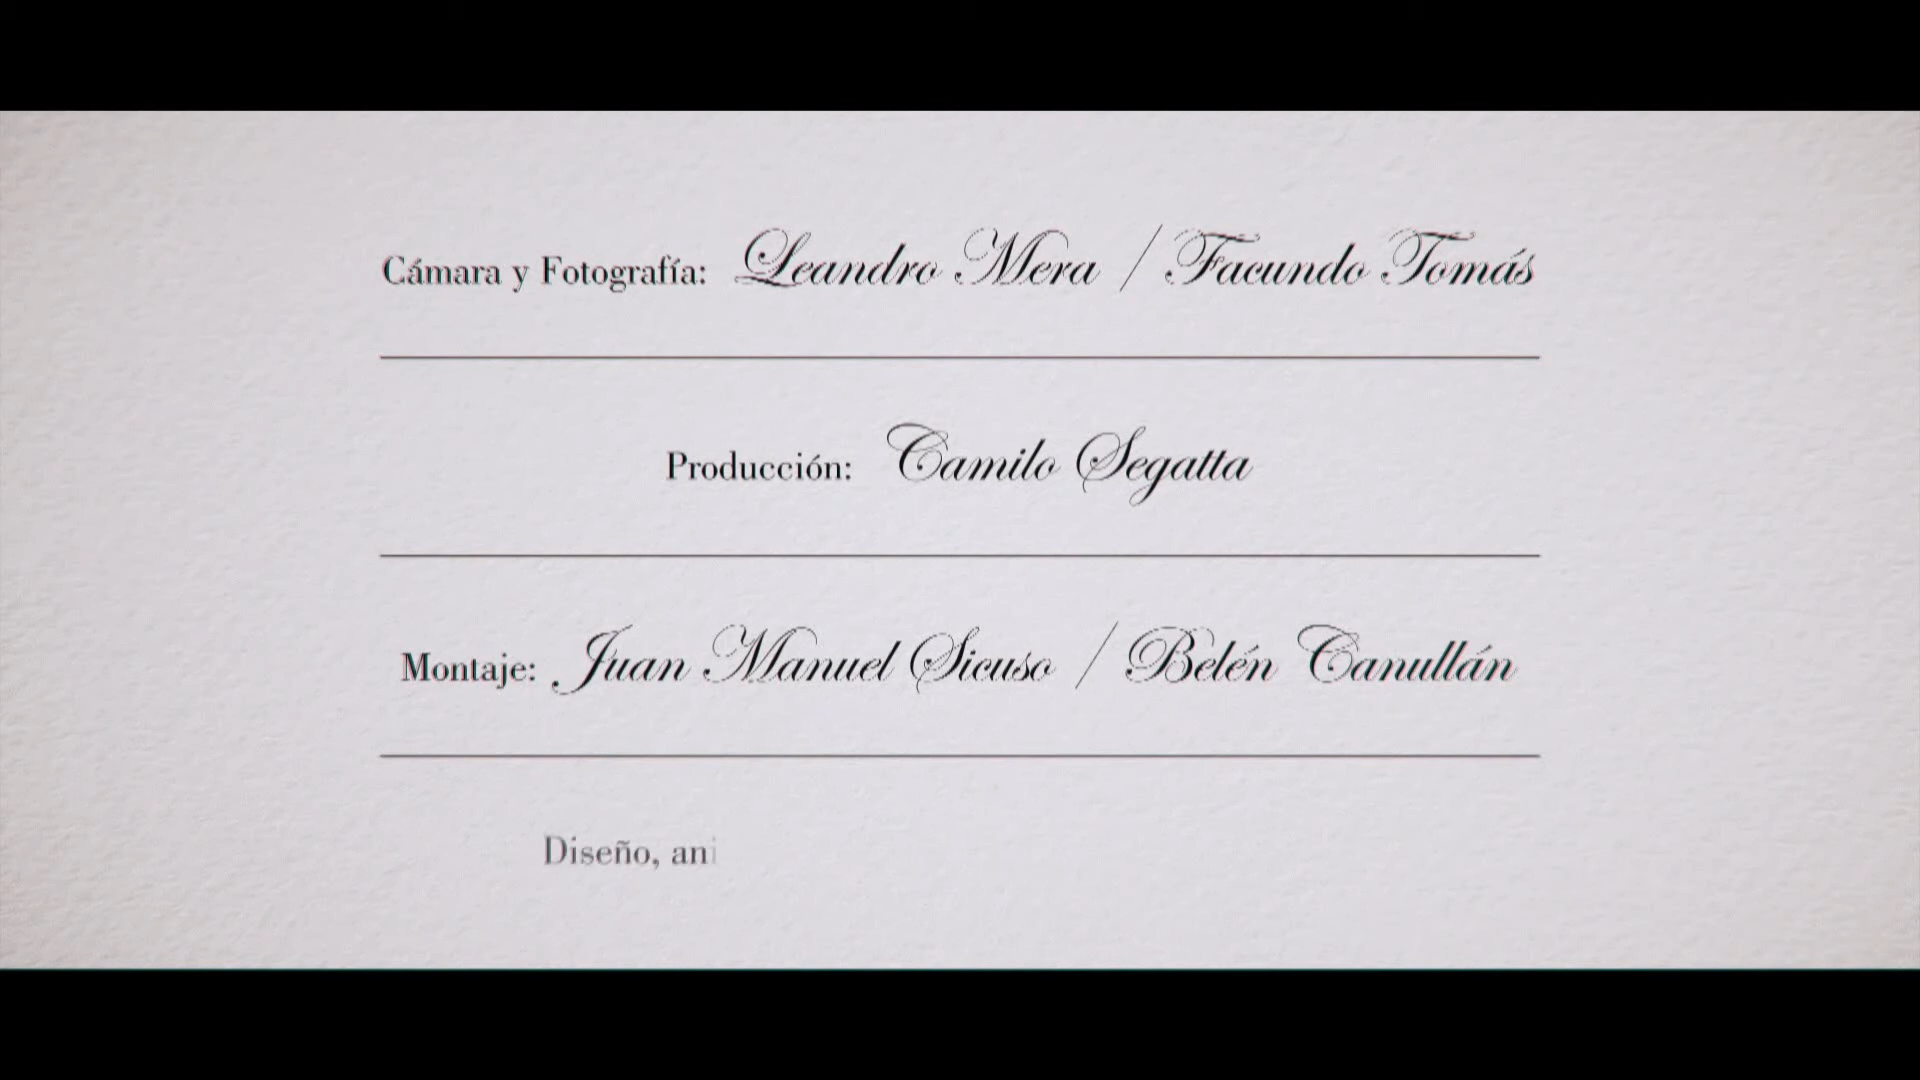 Cámara y Fotografía: Leandro Mera / Facundo Tomás
Producción: Camilo Segatta
Montaje: Juan Manuel Sicuso / Belén Canullán
Diseño, ani